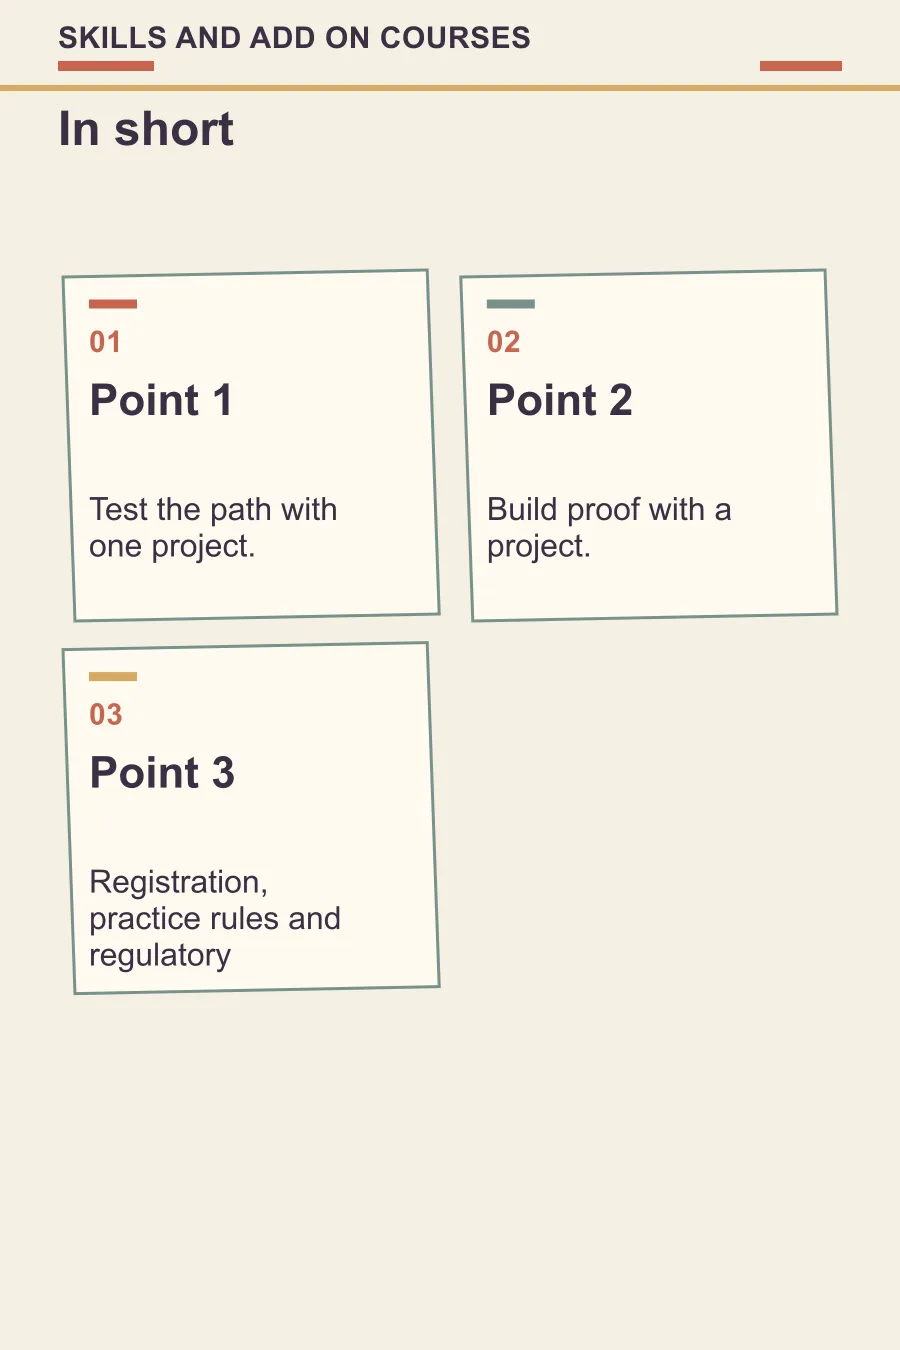 SKILLS AND ADD ON COURSES
In short
01
Point 1
Test the path with
one project.
02
Point 2
Build proof with a
project.
03
Point 3
Registration,
practice rules and
regulatory